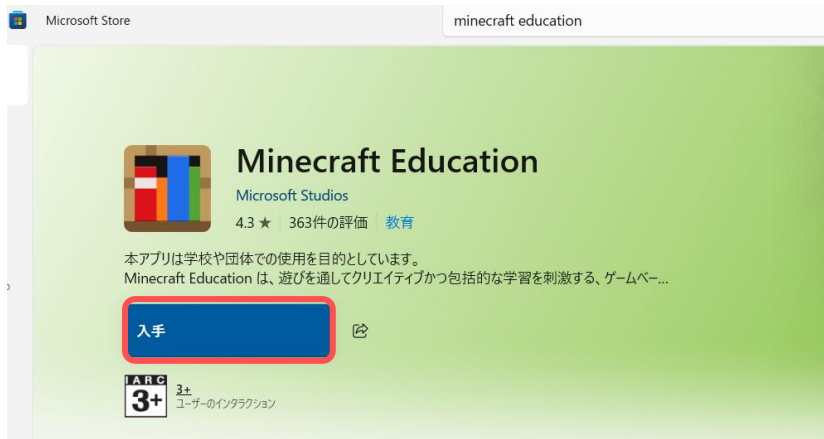 Microsoft Store
minecraft education
Minecraft Education
Microsoft Studios
4.3 ★ 363件の評価 教育
本アプリは学校や団体での使用を目的としています。
Minecraft Education は、遊びを通してクリエイティブかつ包括的な学習を刺激する、ゲームベー...
入手
IARC
3+
3+
ユーザーのインタラクション